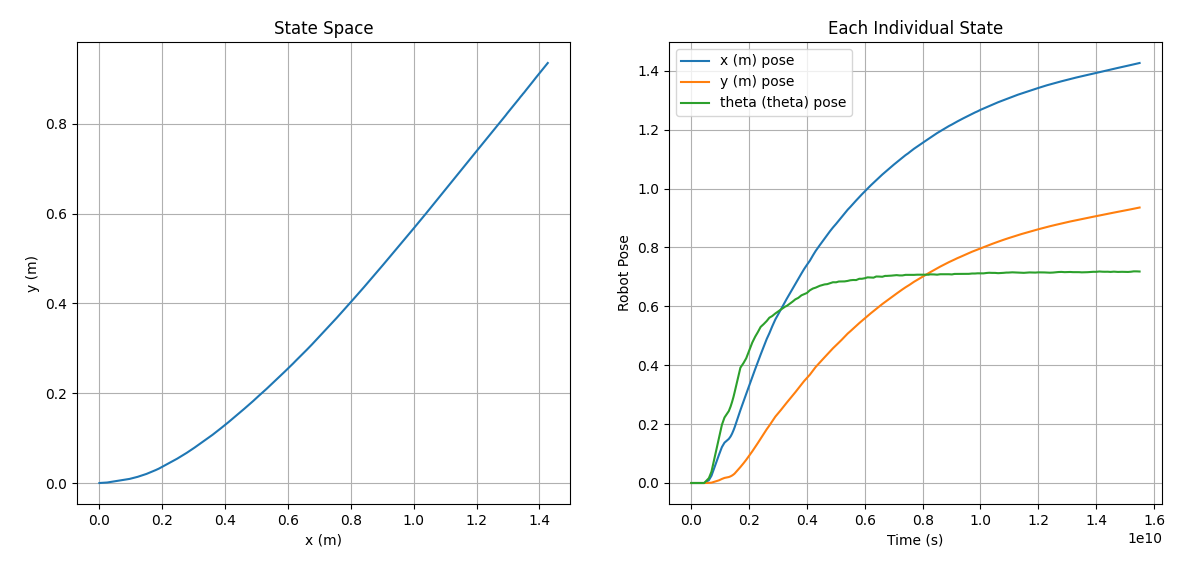 State Space
0.8
0.6
0.4
0.2
0.0
y (m)
0.0 0.2 0.4 0.6 0.8 1.0 1.2 1.4
x (m)
Each Individual State
x (m) pose
y (m) pose
theta (theta) pose
1.4
1.2
1.0
0.8
0.6
0.4
0.2
0.0
Robot Pose
0.0 0.2 0.4 0.6 0.8 1.0 1.2 1.4 1.6
1e10
Time (s)